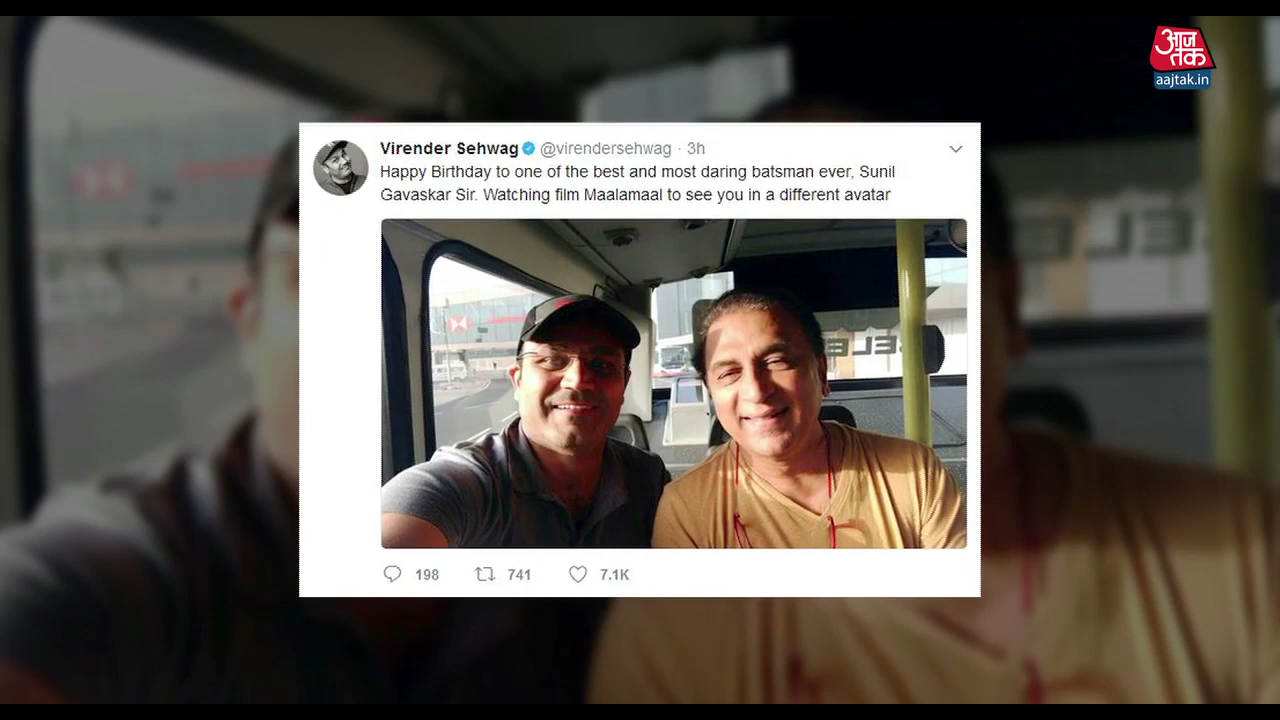 आज
तक
aajtak.in
Virender Sehwag @virendersehwag · 3h
Happy Birthday to one of the best and most daring batsman ever, Sunil
Gavaskar Sir. Watching film Maalamaal to see you in a different avatar
198 741 7.1K